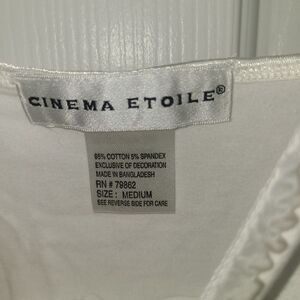 CINEMA ETOILE®
95% COTTON 5% SPANDEX
EXCLUSIVE OF DECORATION
MADE IN BANGLADESH
RN # 79862
SIZE : MEDIUM
SEE REVERSE SIDE FOR CARE